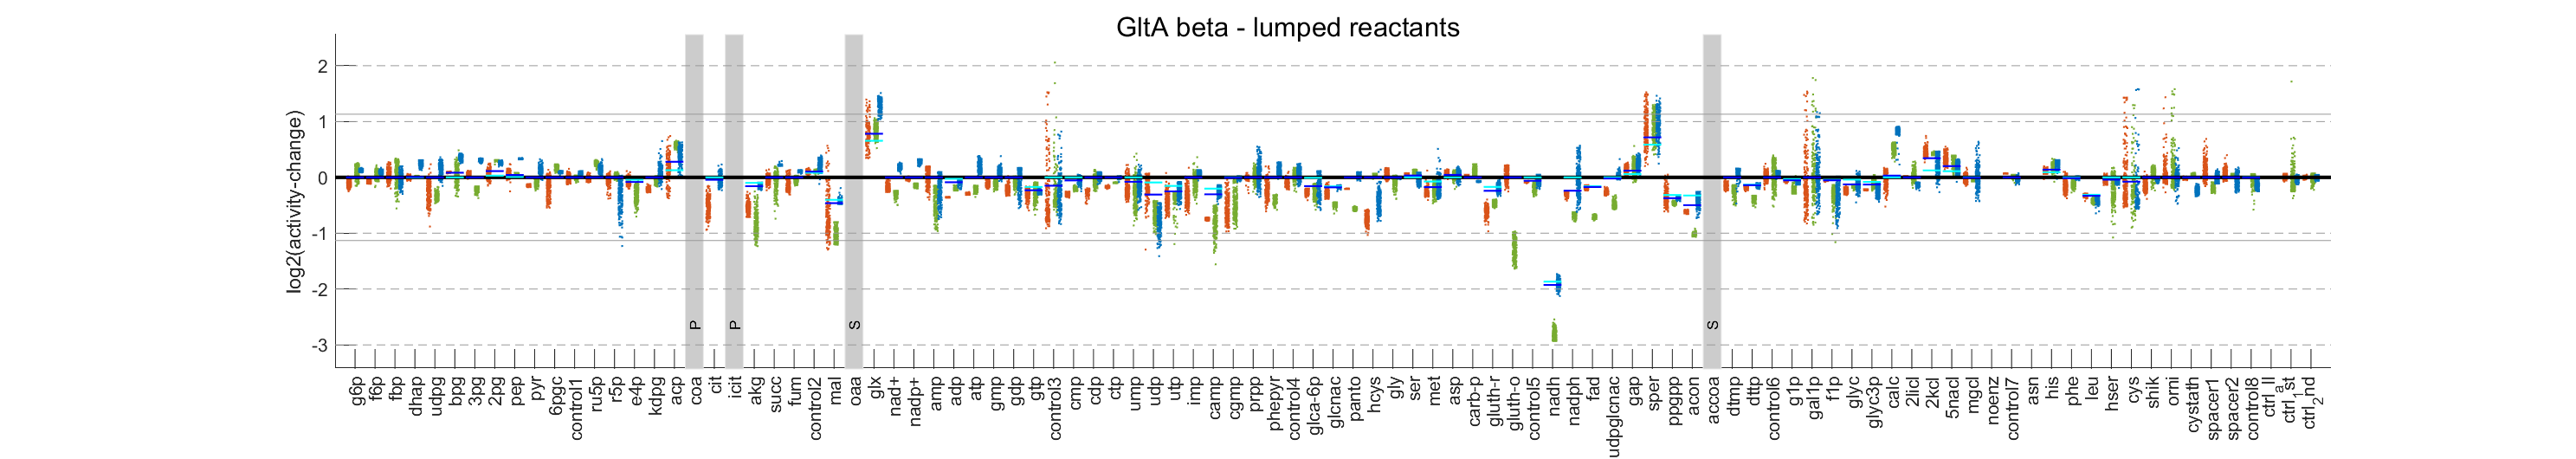 GltA beta - lumped reactants
log2(activity-change)
2
1
0
-1
-2
-3
P
P
S
S
g6p
f6p
fbp
dhap
udpg
bpg
3pg
2pg
pep
pyr
6pgc
control1
ru5p
r5p
e4p
kdpg
acp
coa
cit
icit
akg
succ
fum
control2
mal
oaa
glx
nad+
nadp+
amp
adp
atp
gmp
gdp
gtp
control3
cmp
cdp
ctp
ump
udp
utp
imp
camp
cgmp
prpp
phepyr
control4
glca-6p
glcnac
panto
hcys
gly
ser
met
asp
carb-p
gluth-r
gluth-o
control5
nadh
nadph
fad
udpglcnac
gap
sper
ppgpp
acon
accoa
dtmp
dttp
control6
g1p
gal1p
f1p
glyc
glyc3p
calc
2licl
2kcl
5nacl
mgcl
noenz
control7
asn
his
phe
leu
hser
cys
shik
orni
cystath
spacer1
spacer2
control8
ctrl_II
ctrl_1st
ctrl_2nd